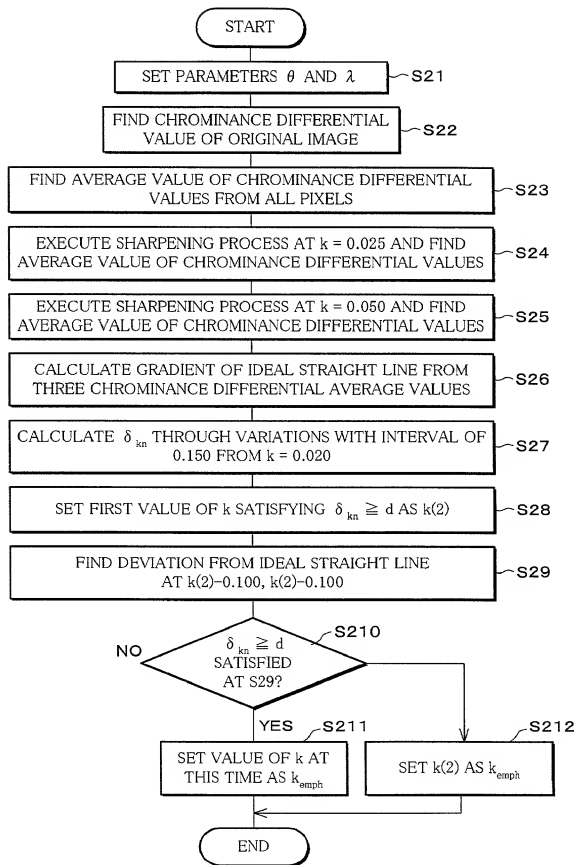 START
SET PARAMETERS θ AND λ
S21
FIND CHROMINANCE DIFFERENTIAL
VALUE OF ORIGINAL IMAGE
S22
FIND AVERAGE VALUE OF CHROMINANCE DIFFERENTIAL
VALUES FROM ALL PIXELS
S23
EXECUTE SHARPENING PROCESS AT k = 0.025 AND FIND
AVERAGE VALUE OF CHROMINANCE DIFFERENTIAL VALUES
S24
EXECUTE SHARPENING PROCESS AT k = 0.050 AND FIND
AVERAGE VALUE OF CHROMINANCE DIFFERENTIAL VALUES
S25
CALCULATE GRADIENT OF IDEAL STRAIGHT LINE FROM
THREE CHROMINANCE DIFFERENTIAL AVERAGE VALUES
S26
CALCULATE δkn THROUGH VARIATIONS WITH INTERVAL OF
0.150 FROM k = 0.020
S27
SET FIRST VALUE OF k SATISFYING δkn ≧ d AS k(2)
S28
FIND DEVIATION FROM IDEAL STRAIGHT LINE
AT k(2)-0.100, k(2)-0.100
S29
S210
NO
δkn ≧ d
SATISFIED
AT S29?
YES
S211
S212
SET VALUE OF k AT
THIS TIME AS kemph
SET k(2) AS kemph
END